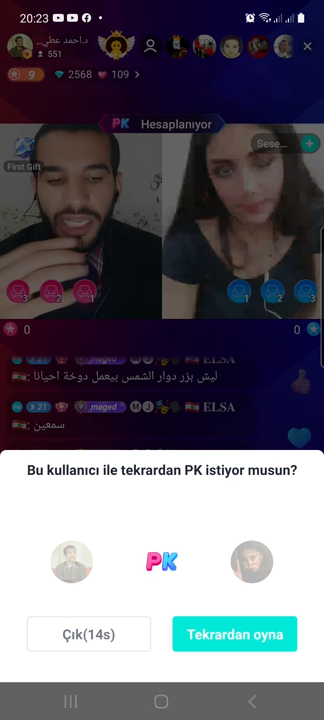 20:23
د.احمد عطي..
551
9
2568
109
PK Hesaplanıyor
First Gift
Sese...
3 2 1
1 2 3
0
0
21 maged M J ELSA
ليش بزر دوار الشمس بيعمل دوخة احيانا
21 maged M J ELSA
سمعين
Bu kullanıcı ile tekrardan PK istiyor musun?
PK
Çık(14s)
Tekrardan oyna